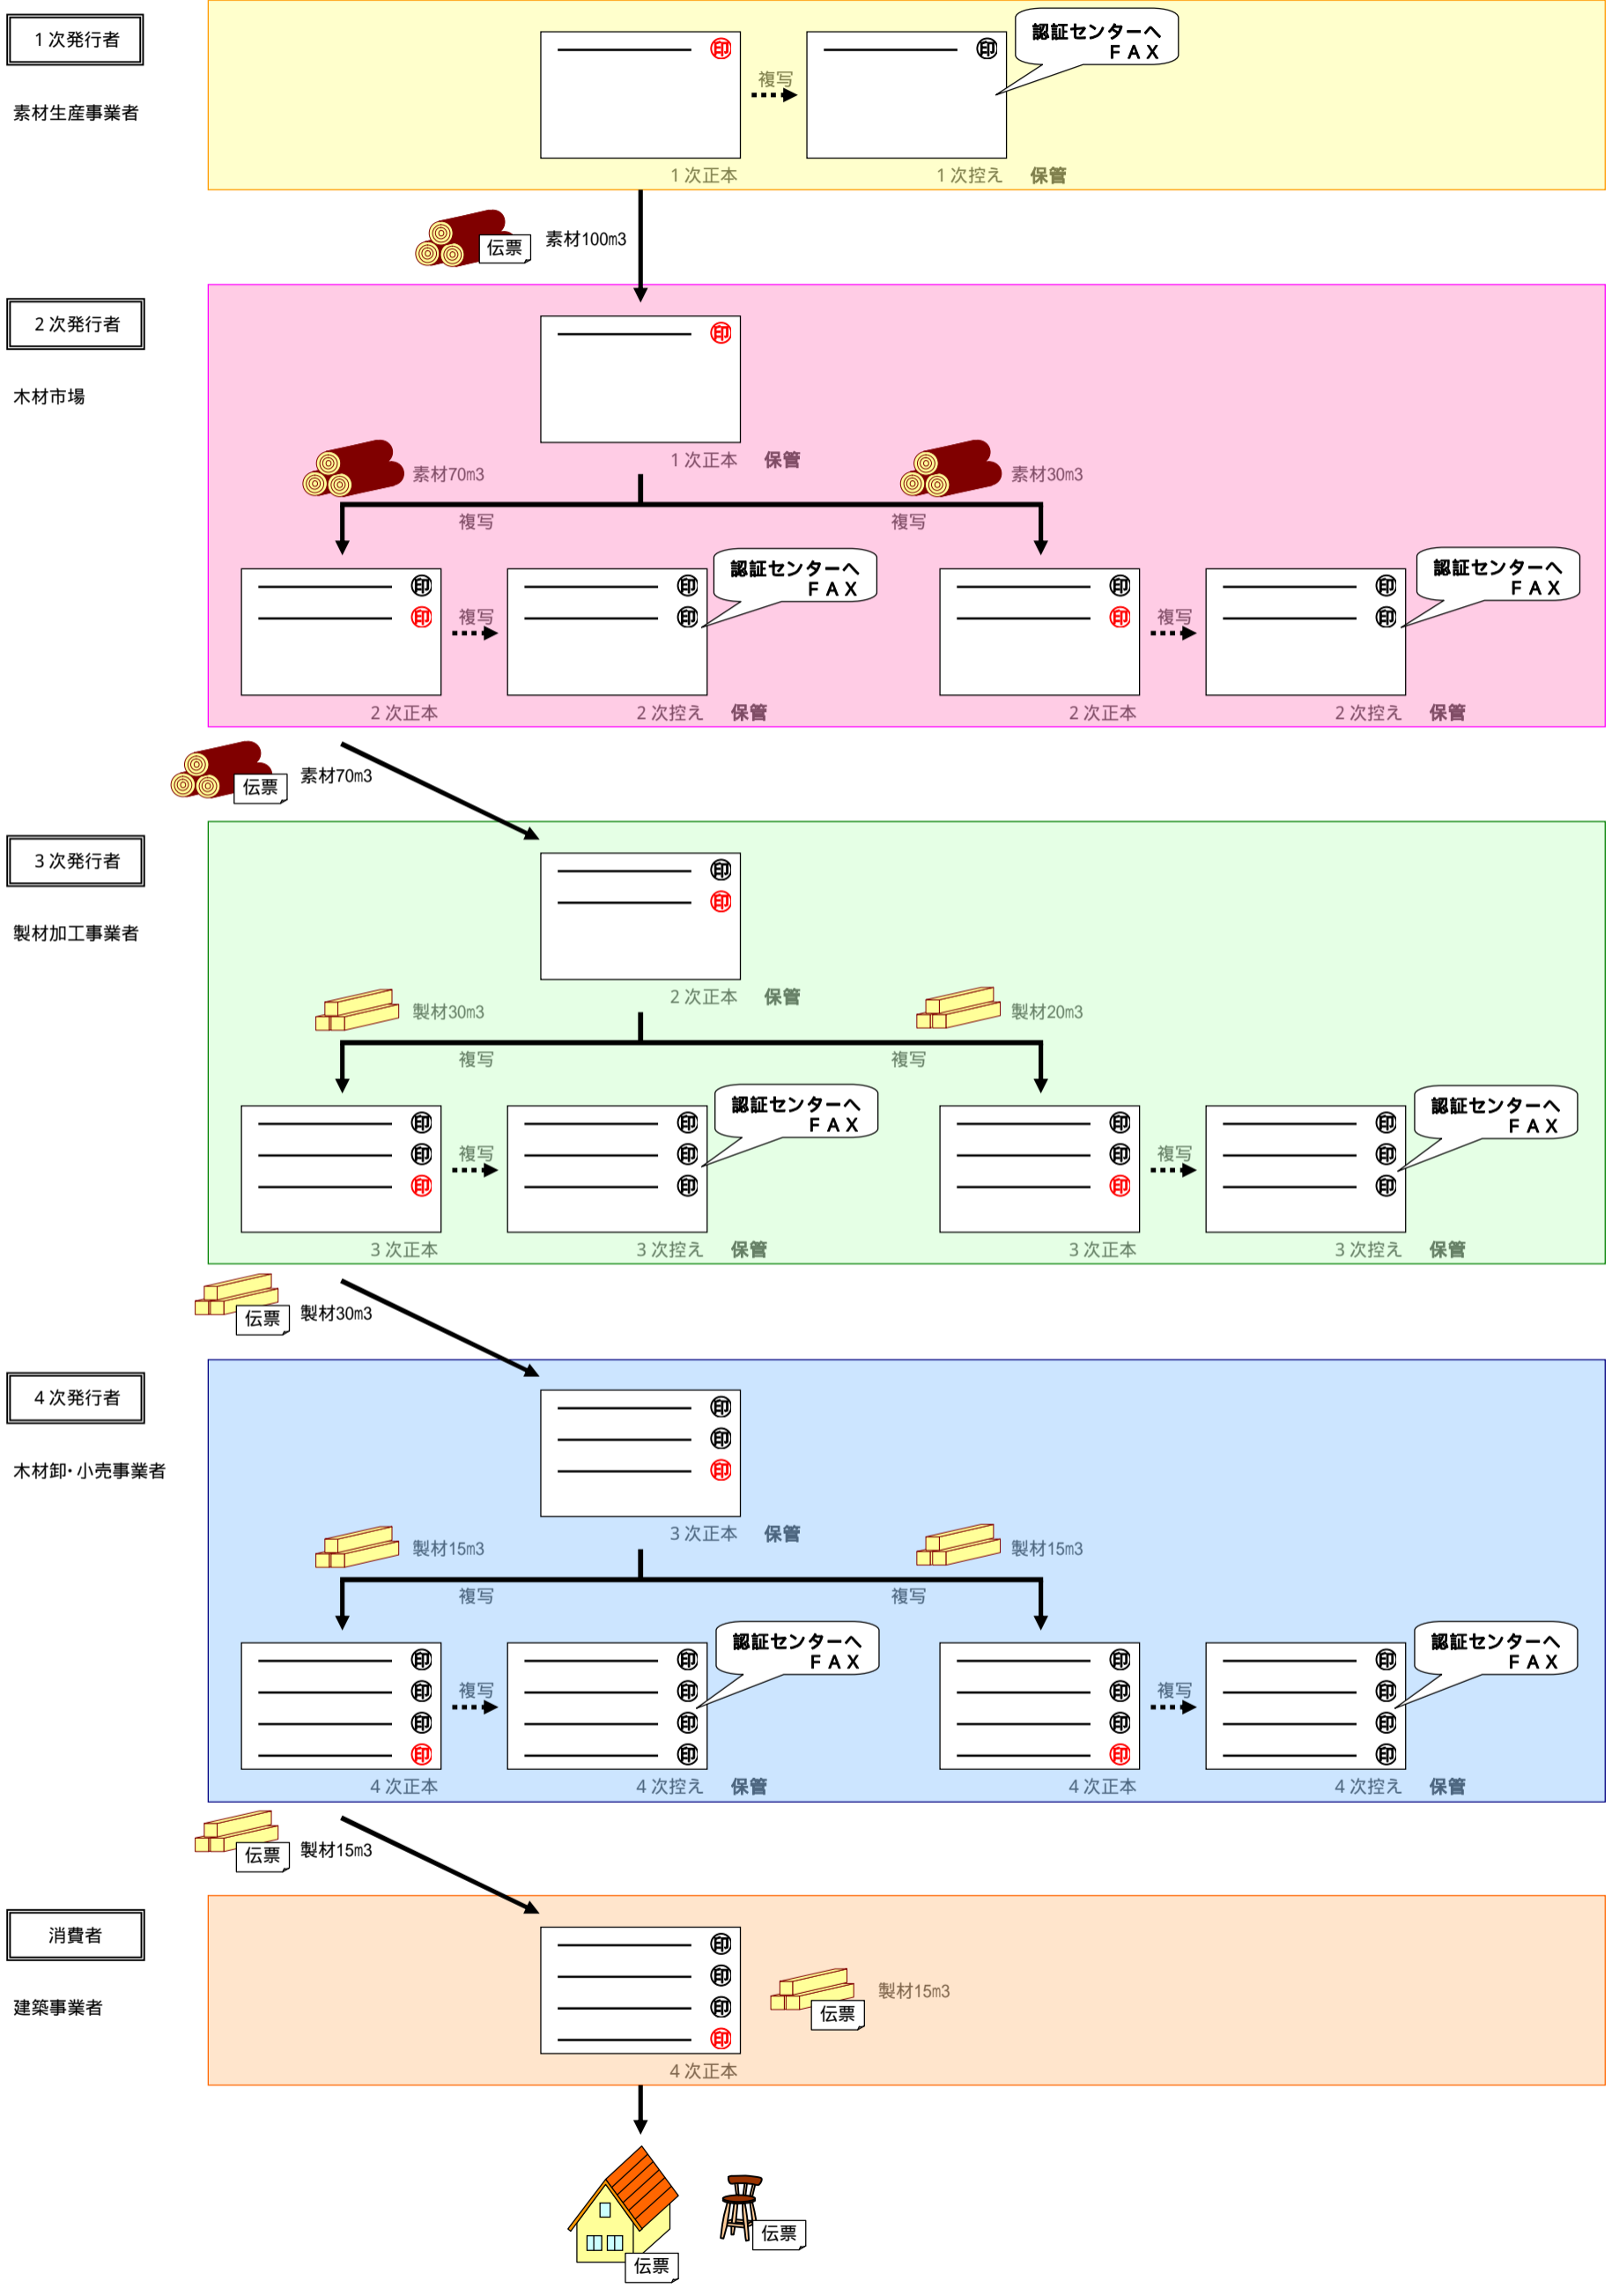 1次発行者
素材生産事業者
印
印
認証センターへ
FAX
複写
1次正本
1次控え 保管
伝票
素材100m3
2次発行者
木材市場
印
1次正本 保管
素材70m3
素材30m3
複写
複写
認証センターへ
FAX
認証センターへ
FAX
印 印 印 印
印 印 印 印
複写
複写
2次正本
2次控え 保管
2次正本
2次控え 保管
伝票
素材70m3
3次発行者
製材加工事業者
印
印
2次正本 保管
製材30m3
製材20m3
複写
複写
認証センターへ
FAX
認証センターへ
FAX
印 印 印 印
印 印 印 印
印 印 印 印
複写
複写
3次正本
3次控え 保管
3次正本
3次控え 保管
伝票
製材30m3
4次発行者
木材卸・小売事業者
印
印
印
3次正本 保管
製材15m3
製材15m3
複写
複写
認証センターへ
FAX
認証センターへ
FAX
印 印 印 印
印 印 印 印
印 印 印 印
印 印 印 印
複写
複写
4次正本
4次控え 保管
4次正本
4次控え 保管
伝票
製材15m3
消費者
建築事業者
印
印
印
印
伝票
製材15m3
4次正本
伝票
伝票